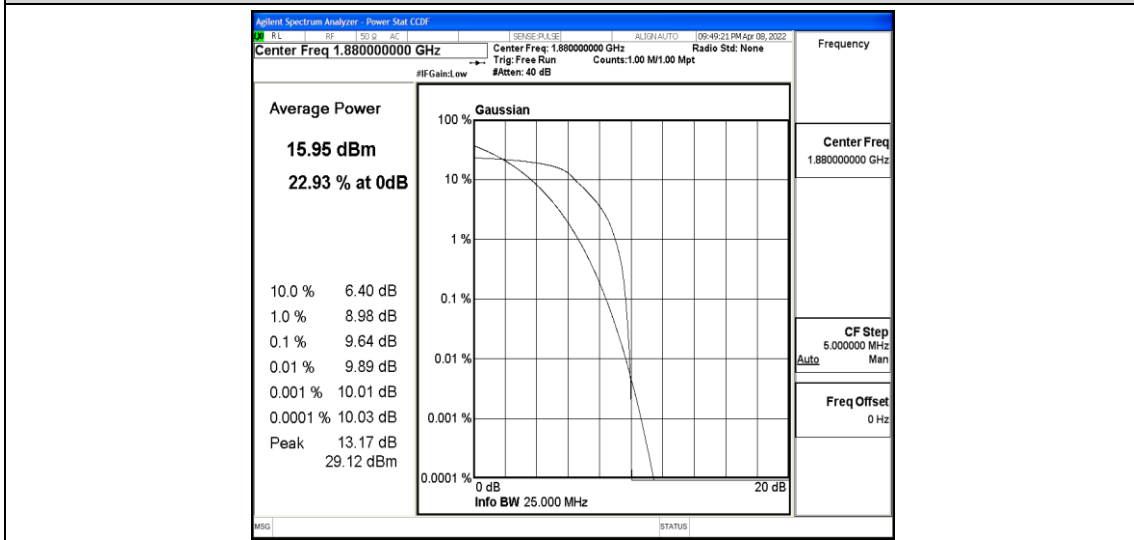 Agilent Spectrum Analyzer - Power Stat CCDF
RL RF 50 Ω AC SENSE:PULSE ALIGNAUTO 09:49:21 PM Apr 08, 2022
Center Freq 1.880000000 GHz
Center Freq: 1.880000000 GHz Radio Std: None
Trig: Free Run Counts:1.00 M/1.00 Mpt
#IFGain:Low #Atten: 40 dB
Frequency
Average Power
15.95 dBm
22.93 % at 0dB
10.0 % 6.40 dB
1.0 % 8.98 dB
0.1 % 9.64 dB
0.01 % 9.89 dB
0.001 % 10.01 dB
0.0001 % 10.03 dB
Peak 13.17 dB
29.12 dBm
Gaussian
100 %
10 %
1 %
0.1 %
0.01 %
0.001 %
0.0001 %
0 dB 20 dB
Info BW 25.000 MHz
Center Freq
1.880000000 GHz
CF Step
5.000000 MHz
Auto Man
Freq Offset
0 Hz
MSG STATUS